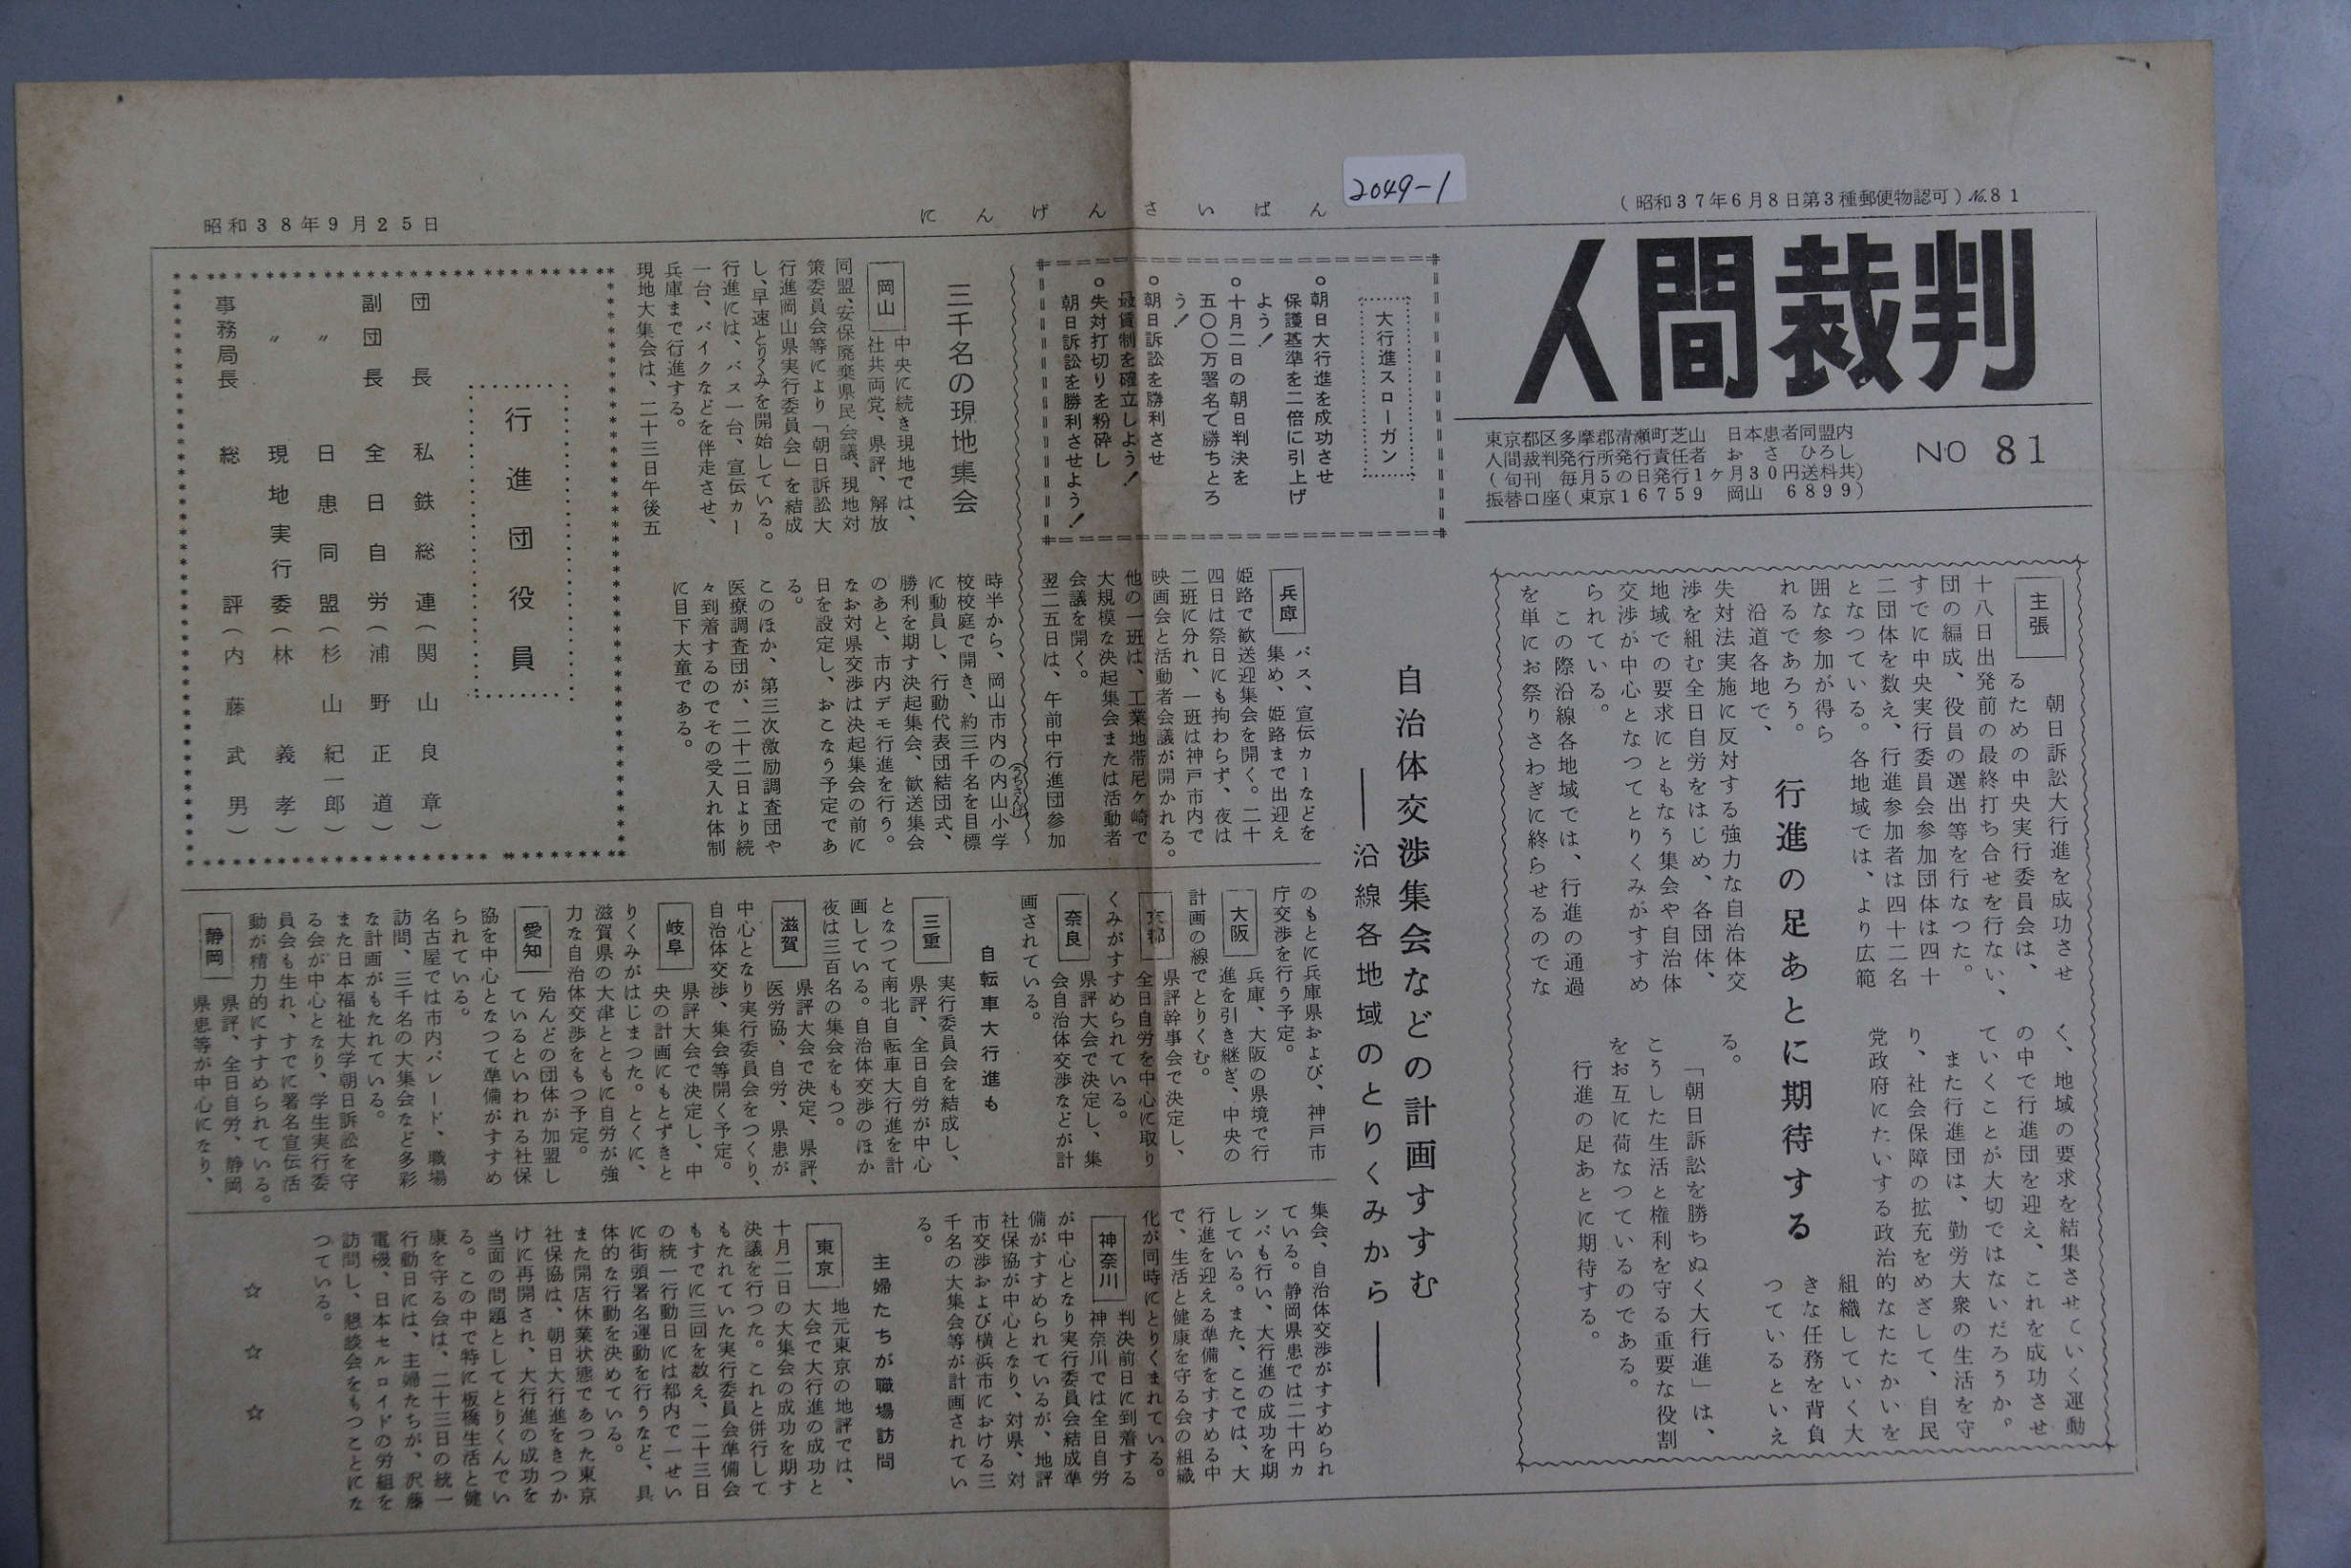 2049-1
(昭和37年6月8日第3種郵便物認可)№81
にんげんさいばん
昭和38年9月25日
人間裁判
NO 81
東京都区多摩郡清瀬町芝山 日本患者同盟内
人間裁判発行所発行責任者 おさ ひろし
(旬刊 毎月5の日発行1ヶ月30円送料共)
振替口座(東京16759 岡山 6899)
主張
行進の足あとに期待する
朝日訴訟大行進を成功させ
るための中央実行委員会は、
十八日出発前の最終打ち合せを行ない、
団の編成、役員の選出等を行なつた。
すでに中央実行委員会参加団体は四十
二団体を数え、行進参加者は四十二名
となつている。各地域では、より広範
囲な参加が得ら
れるであろう。
沿道各地で、
失対法実施に反対する強力な自治体交
渉を組む全日自労をはじめ、各団体、
地域での要求にともなう集会や自治体
交渉が中心となつてとりくみがすすめ
られている。
この際沿線各地域では、行進の通過
を単にお祭りさわぎに終らせるのでな
く、地域の要求を結集させていく運動
の中で行進団を迎え、これを成功させ
ていくことが大切ではないだろうか。
また行進団は、勤労大衆の生活を守
り、社会保障の拡充をめざして、自民
党政府にたいする政治的なたたかいを
組織していく大
きな任務を背負
つているといえ
る。
「朝日訴訟を勝ちぬく大行進」は、
こうした生活と権利を守る重要な役割
をお互に荷なつているのである。
行進の足あとに期待する。
大行進スローガン
○朝日大行進を成功させ
保護基準を二倍に引上げ
よう!
○十月二日の朝日判決を
五〇〇万署名で勝ちとろ
う!
○朝日訴訟を勝利させ
最賃制を確立しよう!
○失対打切りを粉砕し
朝日訴訟を勝利させよう!
自治体交渉集会などの計画すすむ
――沿線各地域のとりくみから――
三千名の現地集会
岡山
中央に続き現地では、
社共両党、県評、解放
同盟、安保廃棄県民会議、現地対
策委員会等により「朝日訴訟大
行進岡山県実行委員会」を結成
し、早速とりくみを開始している。
行進には、バス一台、宣伝カー
一台、バイクなどを伴走させ、
兵庫まで行進する。
現地大集会は、二十三日午後五
時半から、岡山市内の内山小学
校校庭で開き、約三千名を目標
に動員し、行動代表団結団式、
勝利を期す決起集会、歓送集会
のあと、市内デモ行進を行う。
なお対県交渉は決起集会の前に
日を設定し、おこなう予定であ
る。
このほか、第三次激励調査団や
医療調査団が、二十二日より続
々到着するのでその受入れ体制
に目下大童である。
行進団役員
団長 私鉄総連(関山良章)
副団長 全日自労(浦野正道)
〃 日患同盟(杉山紀一郎)
〃 現地実行委(林義孝)
事務局長 総評(内藤武男)
兵庫
バス、宣伝カーなどを
集め、姫路まで出迎え
姫路で歓送迎集会を開く。二十
四日は祭日にも拘わらず、夜は
二班に分れ、一班は神戸市内で
映画会と活動者会議が開かれる。
他の一班は、工業地帯尼ヶ崎で
大規模な決起集会または活動者
会議を開く。
翌二五日は、午前中行進団参加
のもとに兵庫県および、神戸市
庁交渉を行う予定。
大阪
兵庫、大阪の県境で行
進を引き継ぎ、中央の
計画の線でとりくむ。
京都
県評幹事会で決定し、
全日自労を中心に取り
くみがすすめられている。
奈良
県評大会で決定し、集
会自治体交渉などが計
画されている。
自転車大行進も
三重
実行委員会を結成し、
県評、全日自労が中心
となつて南北自転車大行進を計
画している。自治体交渉のほか
夜は三百名の集会をもつ。
滋賀
県評大会で決定、県評、
医労協、自労、県患が
中心となり実行委員会をつくり、
自治体交渉、集会等開く予定。
岐阜
県評大会で決定し、中
央の計画にもとずきと
りくみがはじまつた。とくに、
滋賀県の大津とともに自労が強
力な自治体交渉をもつ予定。
愛知
殆んどの団体が加盟し
ているといわれる社保
協を中心となつて準備がすすめ
られている。
名古屋では市内パレード、職場
訪問、三千名の大集会など多彩
な計画がもたれている。
また日本福祉大学朝日訴訟を守
る会が中心となり、学生実行委
員会も生れ、すでに署名宣伝活
動が精力的にすすめられている。
静岡
県評、全日自労、静岡
県患等が中心になり、
集会、自治体交渉がすすめられ
ている。静岡県患では二十円カ
ンパも行い、大行進の成功を期
している。また、ここでは、大
行進を迎える準備をすすめる中
で、生活と健康を守る会の組織
化が同時にとりくまれている。
神奈川
判決前日に到着する
神奈川では全日自労
が中心となり実行委員会結成準
備がすすめられているが、地評
社保協が中心となり、対県、対
市交渉および横浜市における三
千名の大集会等が計画されてい
る。
主婦たちが職場訪問
東京
地元東京の地評では、
大会で大行進の成功と
十月二日の大集会の成功を期す
決議を行つた。これと併行して
もたれていた実行委員会準備会
もすでに三回を数え、二十三日
の統一行動日には都内で一せい
に街頭署名運動を行うなど、具
体的な行動を決めている。
また開店休業状態であつた東京
社保協は、朝日大行進をきつか
けに再開され、大行進の成功を
当面の問題としてとりくんでい
る。この中で特に板橋生活と健
康を守る会は、二十三日の統一
行動日には、主婦たちが、沢藤
電機、日本セルロイドの労組を
訪問し、懇談会をもつことにな
つている。
☆ ☆ ☆